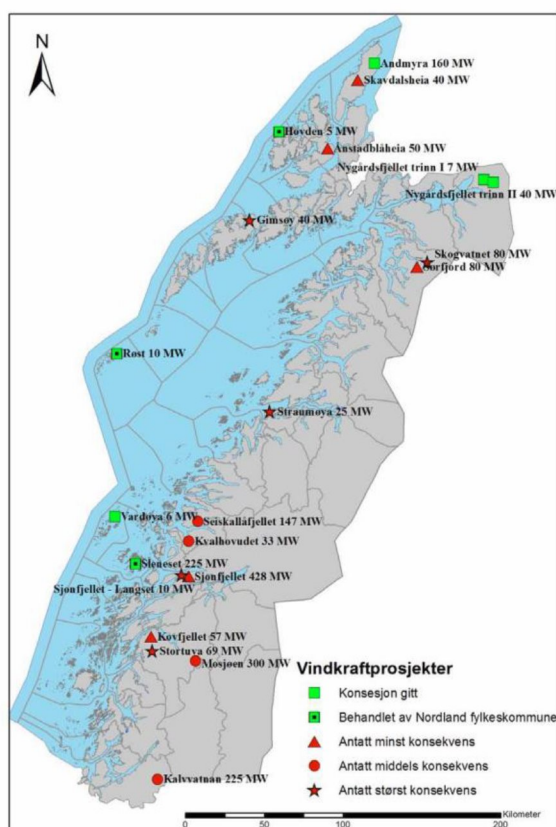 N
Andmyra 160 MW
Skavdalsheia 40 MW
Hovden 5 MW
Ånstadblåheia 50 MW
Nygårdsfjellet trinn I 7 MW
Nygårdsfjellet trinn II 40 MW
Gimsøy 40 MW
Skogvatnet 80 MW
Sørfjord 80 MW
Røst 10 MW
Straumøya 25 MW
Vardøya 6 MW
Seiskallåfjellet 147 MW
Kvalhovudet 33 MW
Sleneset 225 MW
Sjonfjellet 428 MW
Sjonfjellet - Langset 10 MW
Kovfjellet 57 MW
Stortuva 69 MW
Mosjøen 300 MW
Kalvvatnan 225 MW
Vindkraftprosjekter
Konsesjon gitt
Behandlet av Nordland fylkeskommune
Antatt minst konsekvens
Antatt middels konsekvens
Antatt størst konsekvens
Kilometer
0 50 100 200